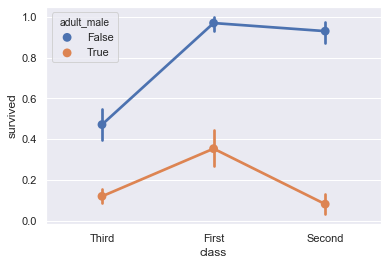 1.0
adult_male
False
True
0.8
0.6
0.4
0.2
0.0
survived
Third First Second
class